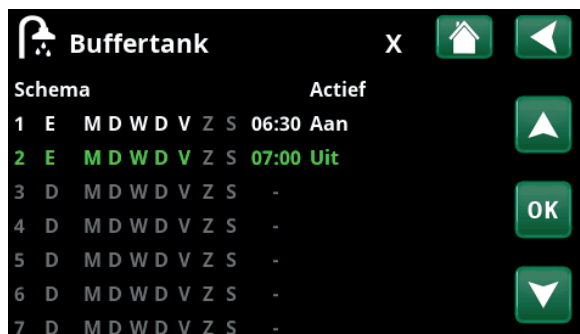 Buffertank X
Schema Actief
1 E M D W D V Z S 06:30 Aan
2 E M D W D V Z S 07:00 Uit
3 D M D W D V Z S -
4 D M D W D V Z S -
OK
5 D M D W D V Z S -
6 D M D W D V Z S -
7 D M D W D V Z S -